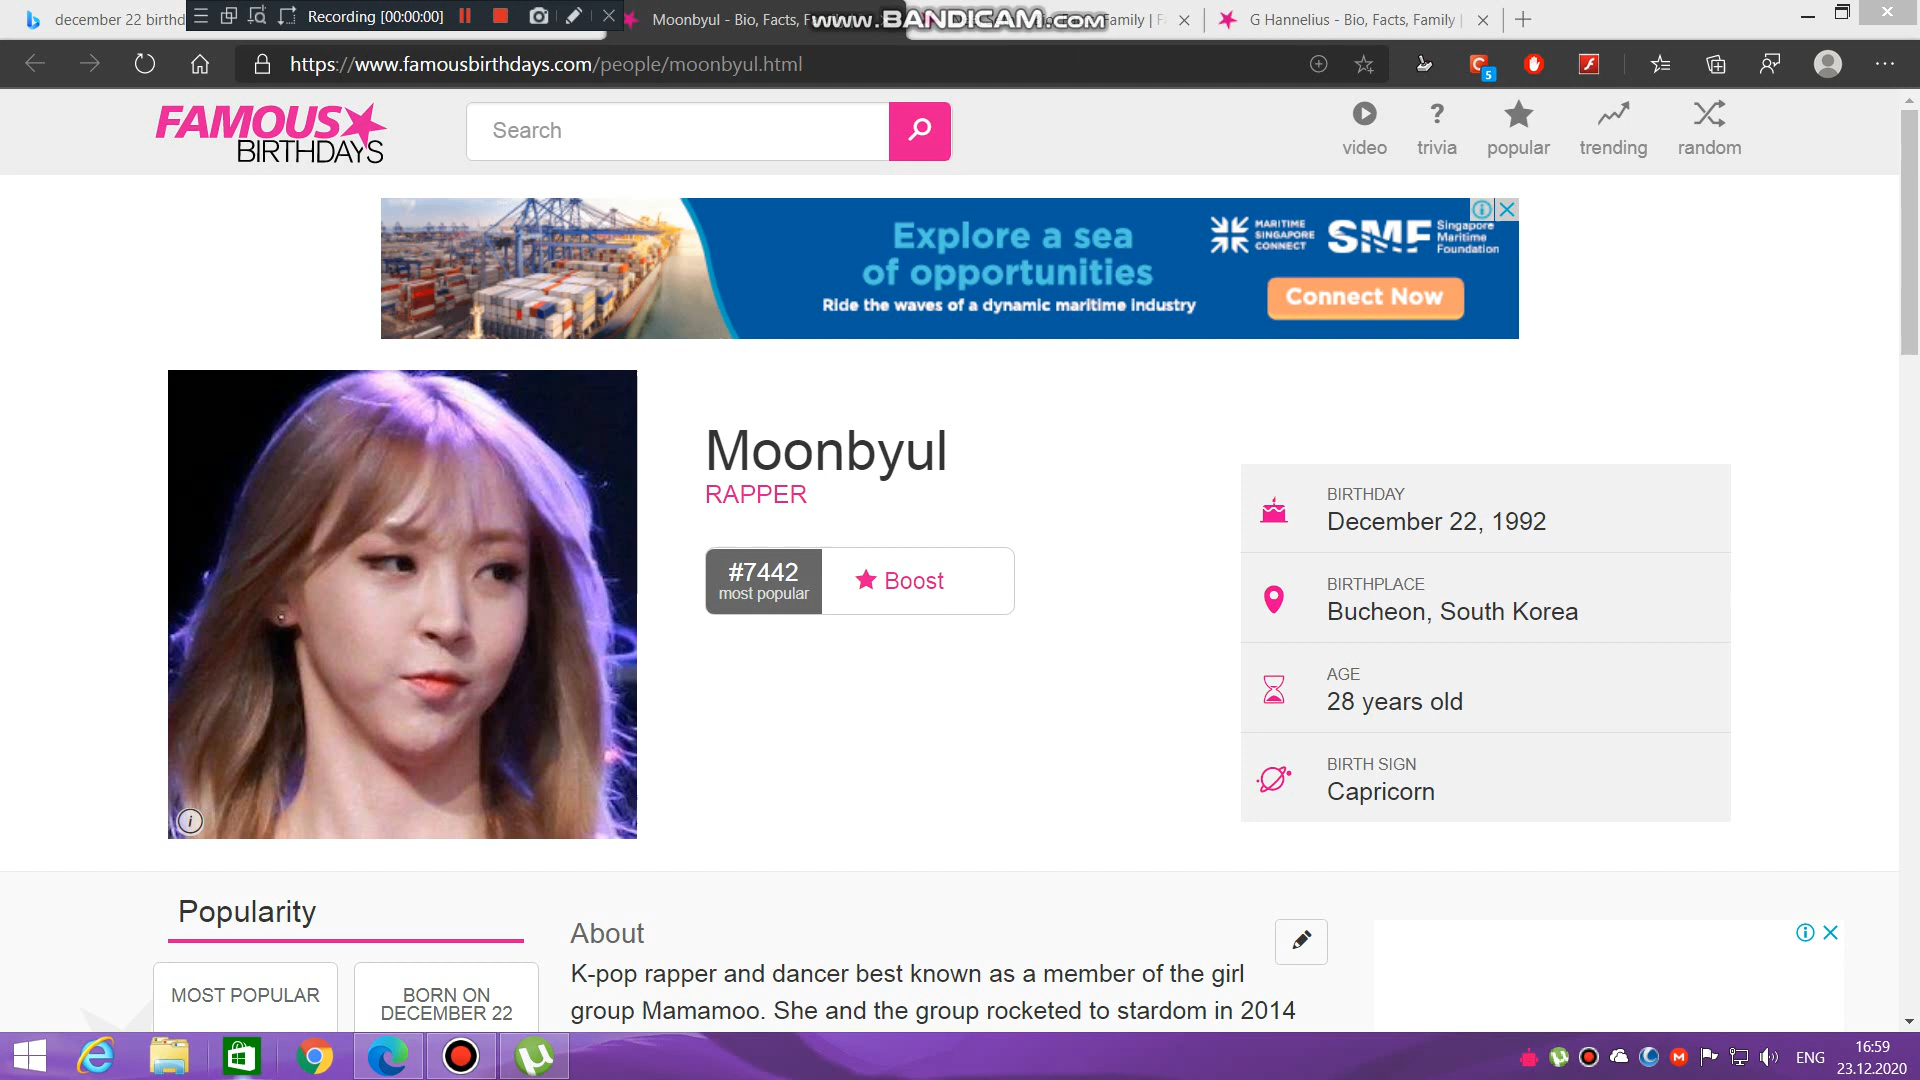 december 22 birthd
Recording [00:00:00]
Moonbyul - Bio, Facts, F
www.BANDICAM.com
Family | F
G Hannelius - Bio, Facts, Family |
https://www.famousbirthdays.com/people/moonbyul.html
5
FAMOUS
BIRTHDAYS
Search
video
trivia
popular
trending
random
Explore a sea
of opportunities
Ride the waves of a dynamic maritime industry
MARITIME
SINGAPORE
CONNECT
SMF
Singapore
Maritime
Foundation
Connect Now
Moonbyul
RAPPER
#7442
most popular
Boost
BIRTHDAY
December 22, 1992
BIRTHPLACE
Bucheon, South Korea
AGE
28 years old
BIRTH SIGN
Capricorn
Popularity
MOST POPULAR
BORN ON
DECEMBER 22
About
K-pop rapper and dancer best known as a member of the girl
group Mamamoo. She and the group rocketed to stardom in 2014
ENG
16:59
23.12.2020